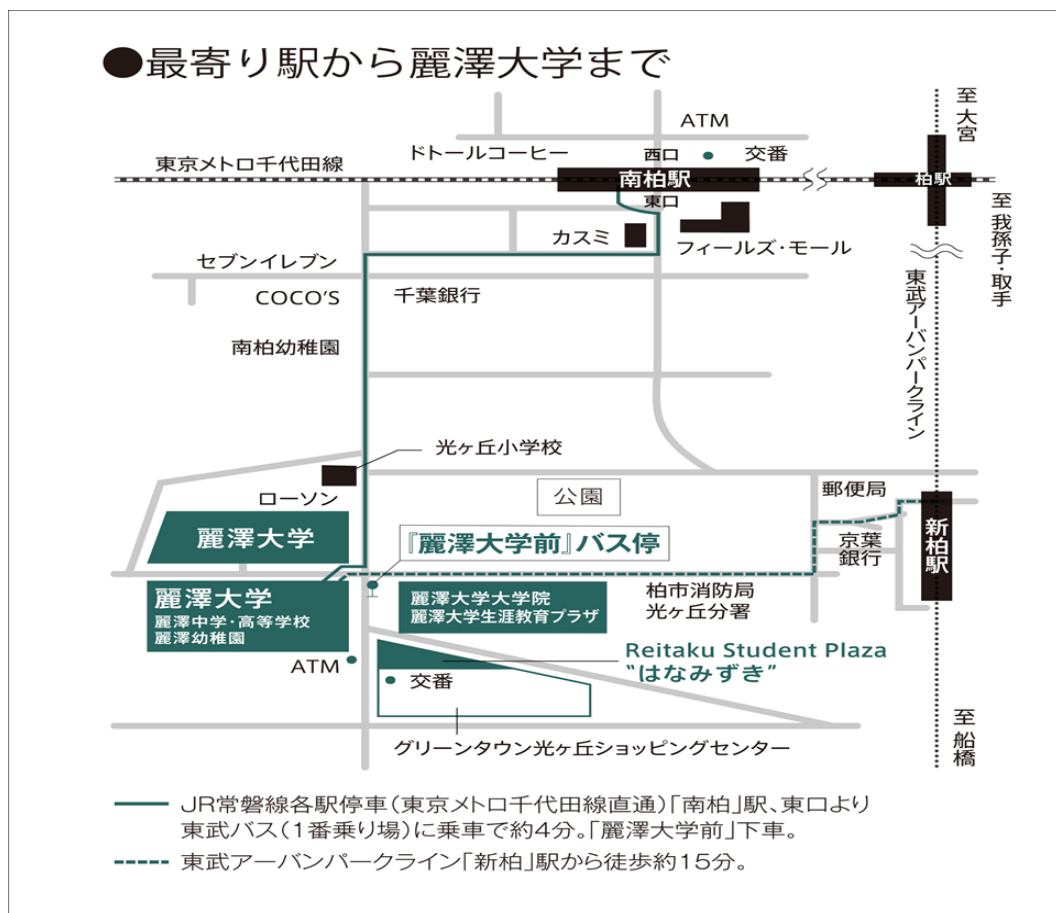 ●最寄り駅から麗澤大学まで
ATM
至大宮
ドトールコーヒー
西口
交番
東京メトロ千代田線
南柏駅
柏駅
東口
至我孫子・取手
カスミ
フィールズ・モール
セブンイレブン
東武アーバンパークライン
COCO'S
千葉銀行
南柏幼稚園
光ヶ丘小学校
ローソン
公園
郵便局
麗澤大学
『麗澤大学前』バス停
京葉
銀行
新柏駅
麗澤大学
麗澤中学・高等学校
麗澤幼稚園
麗澤大学大学院
麗澤大学生涯教育プラザ
柏市消防局
光ヶ丘分署
ATM
Reitaku Student Plaza
“はなみずき”
交番
至船橋
グリーンタウン光ヶ丘ショッピングセンター
JR常磐線各駅停車(東京メトロ千代田線直通)「南柏」駅、東口より
東武バス(1番乗り場)に乗車で約4分。「麗澤大学前」下車。
東武アーバンパークライン「新柏」駅から徒歩約15分。